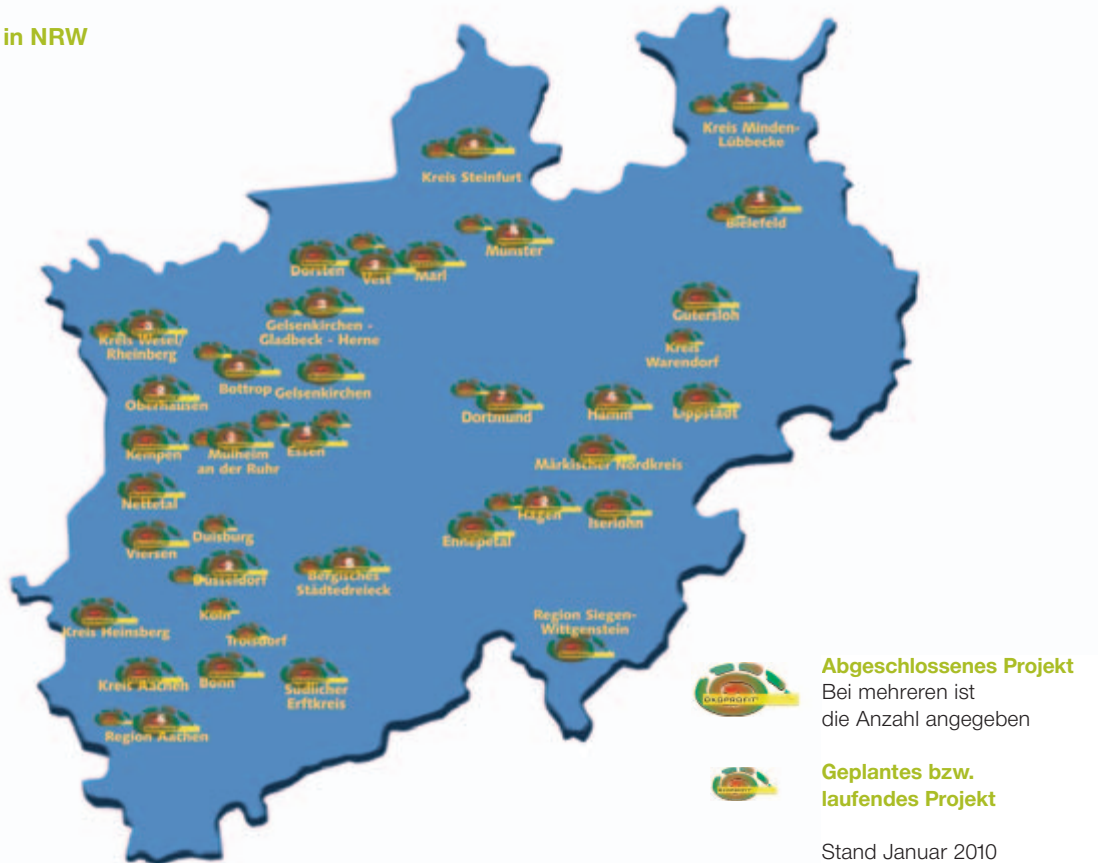 in NRW
Kreis Minden-
Lübbecke
Kreis Steinfurt
Bielefeld
Münster
Dorsten
Vest
Marl
Gütersloh
Gelsenkirchen -
Gladbeck - Herne
Kreis Wesel/
Rheinberg
Kreis
Warendorf
Bottrop
Gelsenkirchen
Oberhausen
Dortmund
Hamm
Lippstadt
Kempen
Mülheim
an der Ruhr
Essen
Märkischer Nordkreis
Nettetal
Hagen
Iserlohn
Duisburg
Viersen
Ennepetal
Düsseldorf
Bergisches
Städtedreieck
Köln
Kreis Heinsberg
Troisdorf
Region Siegen-
Wittgenstein
Kreis Aachen
Bonn
Südlicher
Erftkreis
Region Aachen
Abgeschlossenes Projekt
Bei mehreren ist
die Anzahl angegeben
ÖKOPROFIT
Geplantes bzw.
laufendes Projekt
Stand Januar 2010